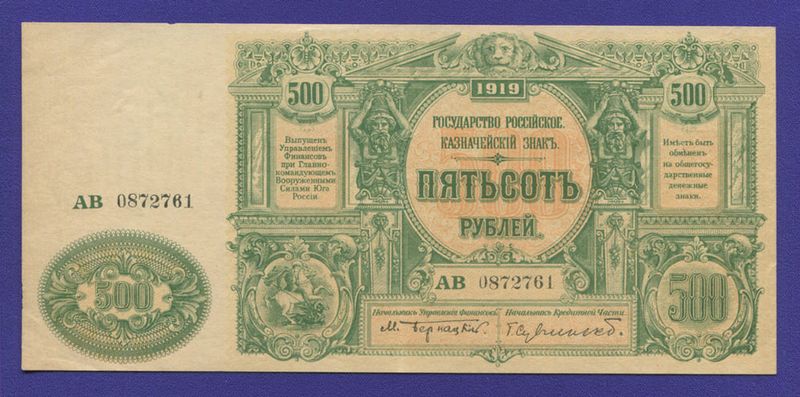 1919
500
500
ГОСУДАРСТВО РОССІЙСКОЕ.
КАЗНАЧЕЙСКІЙ ЗНАКЪ.
Выпущенъ
Управленіемъ
Финансовъ
при Главно-
командующемъ
Вооруженными
Силами Юга
Россіи
Имѣетъ быть
обмѣненъ
на общегосу-
дарственные
денежные
знаки.
ПЯТЬСОТЪ
РУБЛЕЙ.
АВ 0872761
АВ 0872761
500
500
Начальникъ Управленія Финансовъ
Начальникъ Кредитной Части
М. Бернацкій.